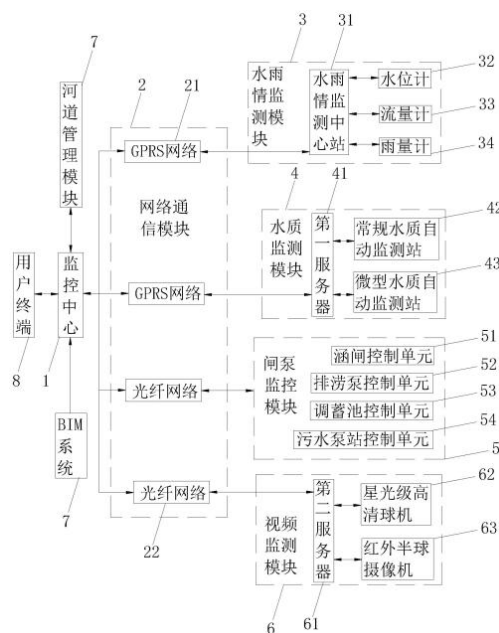 7
河道管理模块
用户终端
8
监控中心
1
BIM
系统
7
2
21
GPRS网络
网络通
信模块
GPRS网络
光纤网络
光纤网络
22
3
31
水雨
情监
测模
块
水雨
情监
测中
心站
水位计
32
流量计
33
雨量计
34
4
41
水质
监测
模块
第一服务器
常规水质自
动监测站
42
微型水质自
动监测站
43
闸泵
监控
模块
涵闸控制单元
51
排涝泵控制单元
52
调蓄池控制单元
53
污水泵站控制单元
54
5
视频
监测
模块
6
第二服务器
61
星光级高
清球机
62
红外半球
摄像机
63